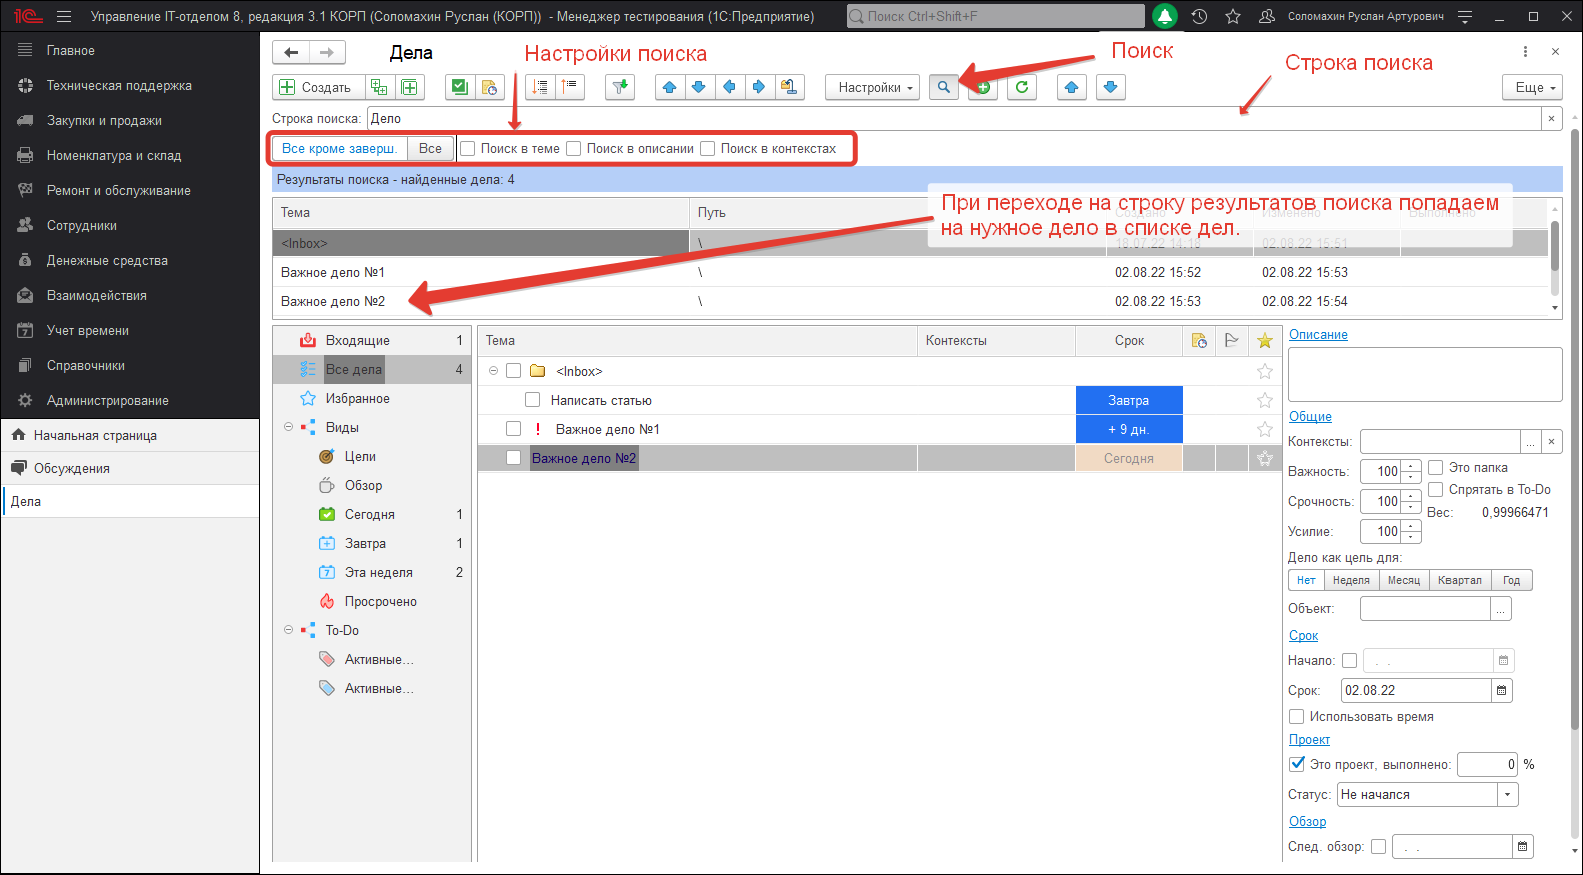 1С
Управление IT-отделом 8, редакция 3.1 КОРП (Соломахин Руслан (КОРП)) - Менеджер тестирования (1С:Предприятие)
Поиск Ctrl+Shift+F
Соломахин Руслан Артурович
Главное
Техническая поддержка
Закупки и продажи
Номенклатура и склад
Ремонт и обслуживание
Сотрудники
Денежные средства
Взаимодействия
Учет времени
Справочники
Администрирование
Начальная страница
Обсуждения
Дела
Дела
Настройки поиска
Поиск
Строка поиска
Создать
Настройки
Еще
Строка поиска: Дело
Все кроме заверш. Все Поиск в теме Поиск в описании Поиск в контекстах
Результаты поиска - найденные дела: 4
При переходе на строку результатов поиска попадаем
на нужное дело в списке дел.
Тема Путь Создано Изменено Выполнено
<Inbox> \ 18.07.22 14:18 02.08.22 15:51
Важное дело №1 \ 02.08.22 15:52 02.08.22 15:53
Важное дело №2 \ 02.08.22 15:53 02.08.22 15:54
Входящие 1
Все дела 4
Избранное
Виды
Цели
Обзор
Сегодня 1
Завтра 1
Эта неделя 2
Просрочено
To-Do
Активные...
Активные...
Тема Контексты Срок
<Inbox>
Написать статью Завтра
! Важное дело №1 + 9 дн.
Важное дело №2 Сегодня
Описание
Общие
Контексты: ...
Важность: 100 Это папка
Спрятать в To-Do
Срочность: 100
Вес: 0,99966471
Усилие: 100
Дело как цель для:
Нет Неделя Месяц Квартал Год
Объект: ...
Срок
Начало: . .
Срок: 02.08.22
Использовать время
Проект
Это проект, выполнено: 0 %
Статус: Не начался
Обзор
След. обзор: . .